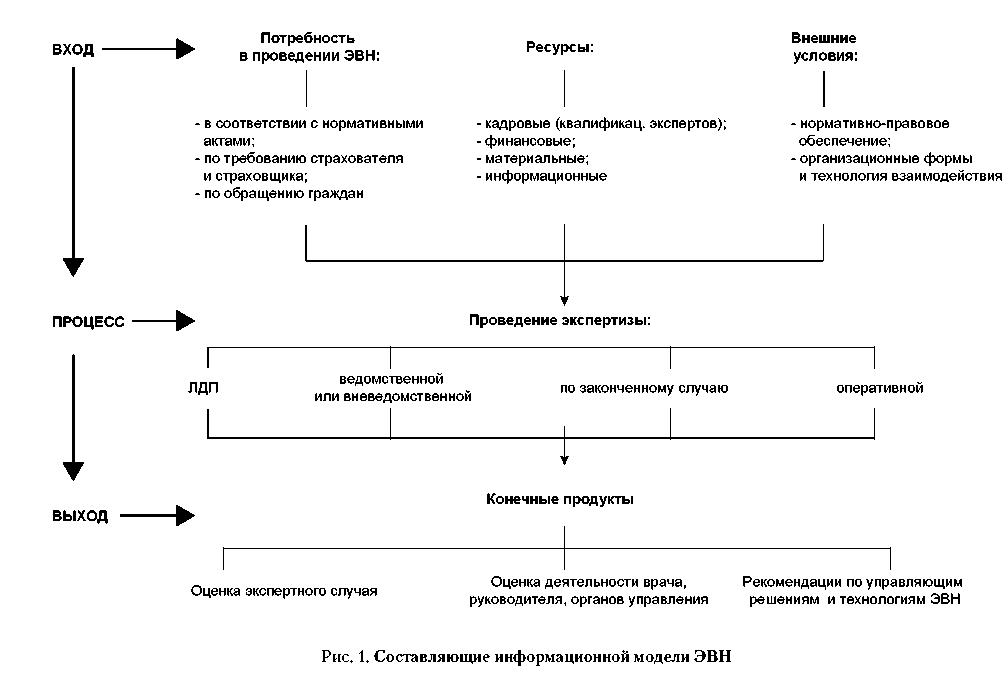 ВХОД
Потребность
в проведении ЭВН:
Ресурсы:
Внешние
условия:
- в соответствии с нормативными
актами;
- по требованию страхователя
и страховщика;
- по обращению граждан
- кадровые (квалификац. экспертов);
- финансовые;
- материальные;
- информационные
- нормативно-правовое
обеспечение;
- организационные формы
и технология взаимодействия
ПРОЦЕСС
Проведение экспертизы:
ЛДП
ведомственной
или вневедомственной
по законченному случаю
оперативной
ВЫХОД
Конечные продукты
Оценка экспертного случая
Оценка деятельности врача,
руководителя, органов управления
Рекомендации по управляющим
решениям и технологиям ЭВН
Рис. 1. Составляющие информационной модели ЭВН